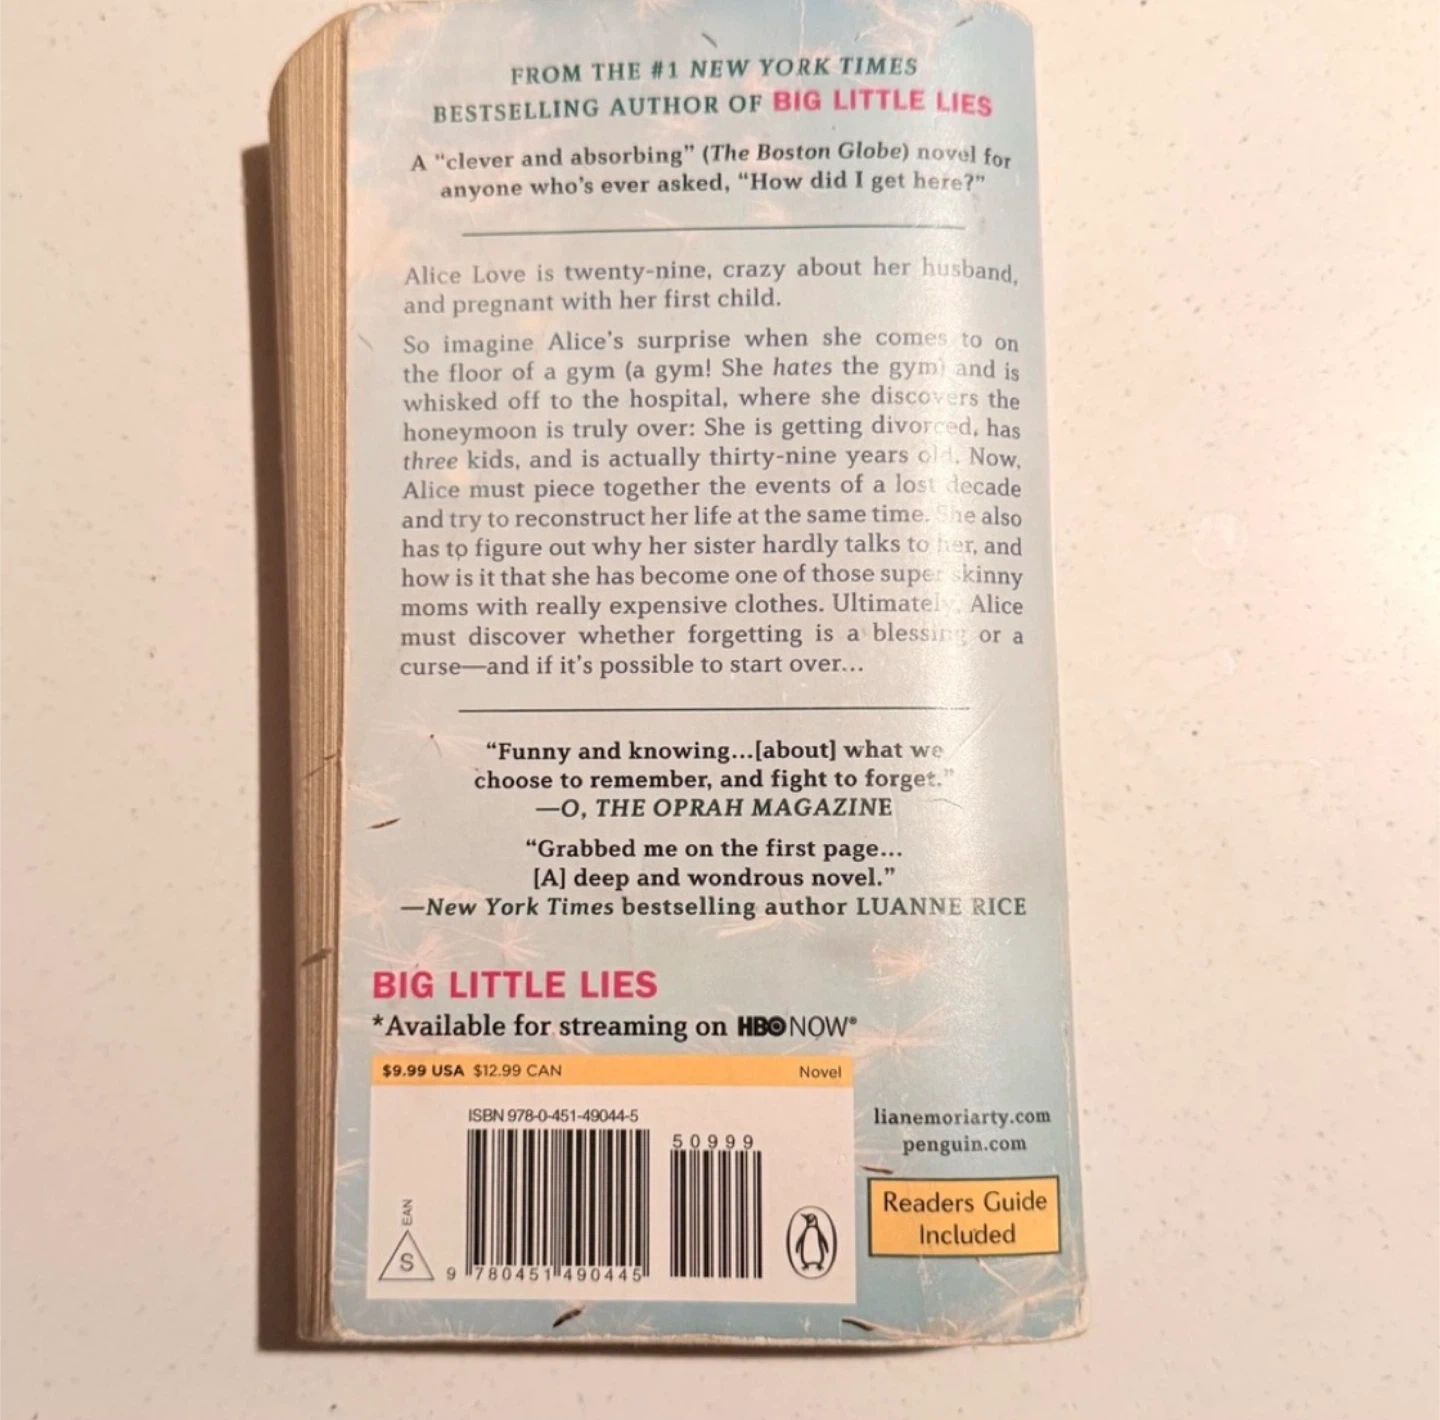 FROM THE #1 NEW YORK TIMES
BESTSELLING AUTHOR OF BIG LITTLE LIES
A “clever and absorbing” (The Boston Globe) novel for
anyone who’s ever asked, “How did I get here?”
Alice Love is twenty-nine, crazy about her husband,
and pregnant with her first child.
So imagine Alice’s surprise when she comes to on
the floor of a gym (a gym! She hates the gym) and is
whisked off to the hospital, where she discovers the
honeymoon is truly over: She is getting divorced, has
three kids, and is actually thirty-nine years old. Now,
Alice must piece together the events of a lost decade
and try to reconstruct her life at the same time. She also
has to figure out why her sister hardly talks to her, and
how is it that she has become one of those super skinny
moms with really expensive clothes. Ultimately, Alice
must discover whether forgetting is a blessing or a
curse—and if it’s possible to start over...
“Funny and knowing...[about] what we
choose to remember, and fight to forget.”
—O, THE OPRAH MAGAZINE
“Grabbed me on the first page...
[A] deep and wondrous novel.”
—New York Times bestselling author LUANNE RICE
BIG LITTLE LIES
*Available for streaming on HBO NOW®
$9.99 USA $12.99 CAN Novel
ISBN 978-0-451-49044-5
50999
EAN
S
9 780451 490445
lianemoriarty.com
penguin.com
Readers Guide
Included